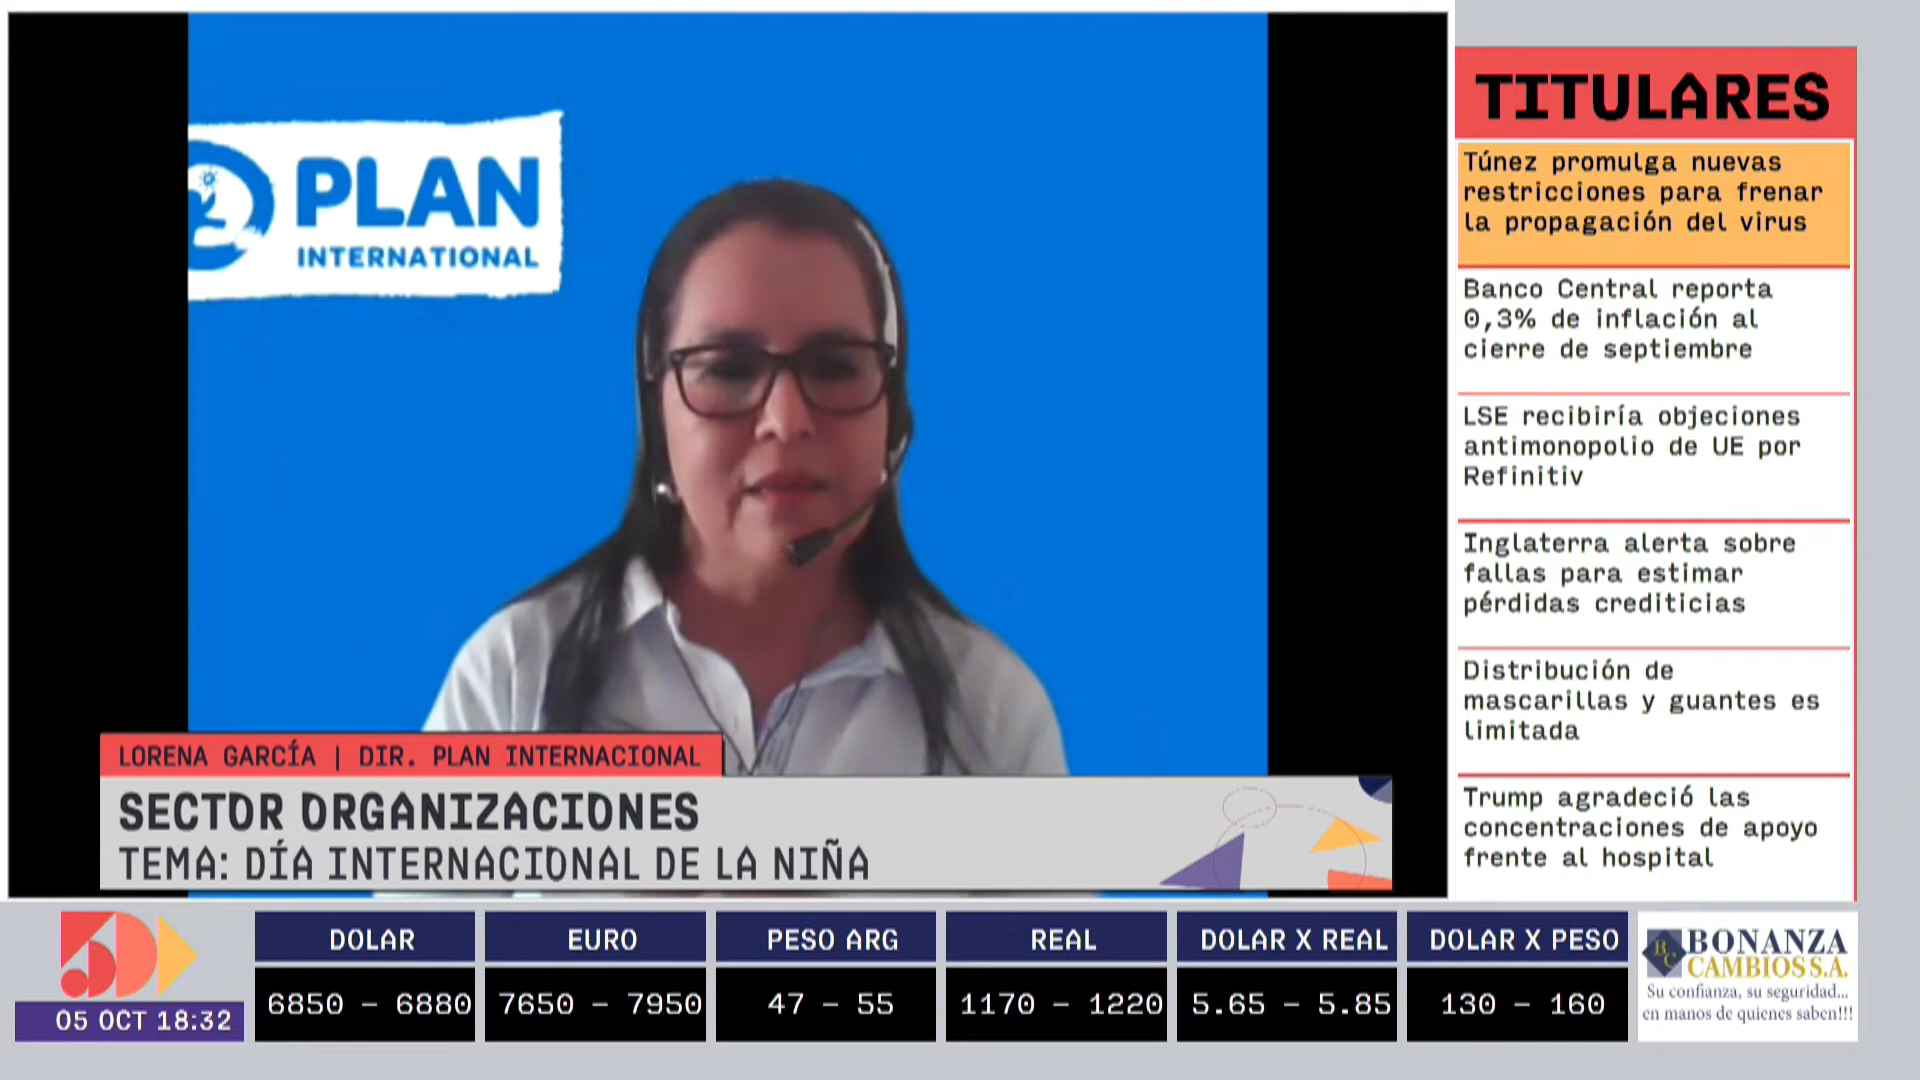 PLAN
INTERNATIONAL
LORENA GARCÍA | DIR. PLAN INTERNACIONAL
SECTOR ORGANIZACIONES
TEMA: DÍA INTERNACIONAL DE LA NIÑA
TITULARES
Túnez promulga nuevas
restricciones para frenar
la propagación del virus
Banco Central reporta
0,3% de inflación al
cierre de septiembre
LSE recibiría objeciones
antimonopolio de UE por
Refinitiv
Inglaterra alerta sobre
fallas para estimar
pérdidas crediticias
Distribución de
mascarillas y guantes es
limitada
Trump agradeció las
concentraciones de apoyo
frente al hospital
05 OCT 18:32
DOLAR
6850 - 6880
EURO
7650 - 7950
PESO ARG
47 - 55
REAL
1170 - 1220
DOLAR X REAL
5.65 - 5.85
DOLAR X PESO
130 - 160
BC
BONANZA
CAMBIOS S.A.
Su confianza, su seguridad...
en manos de quienes saben!!!